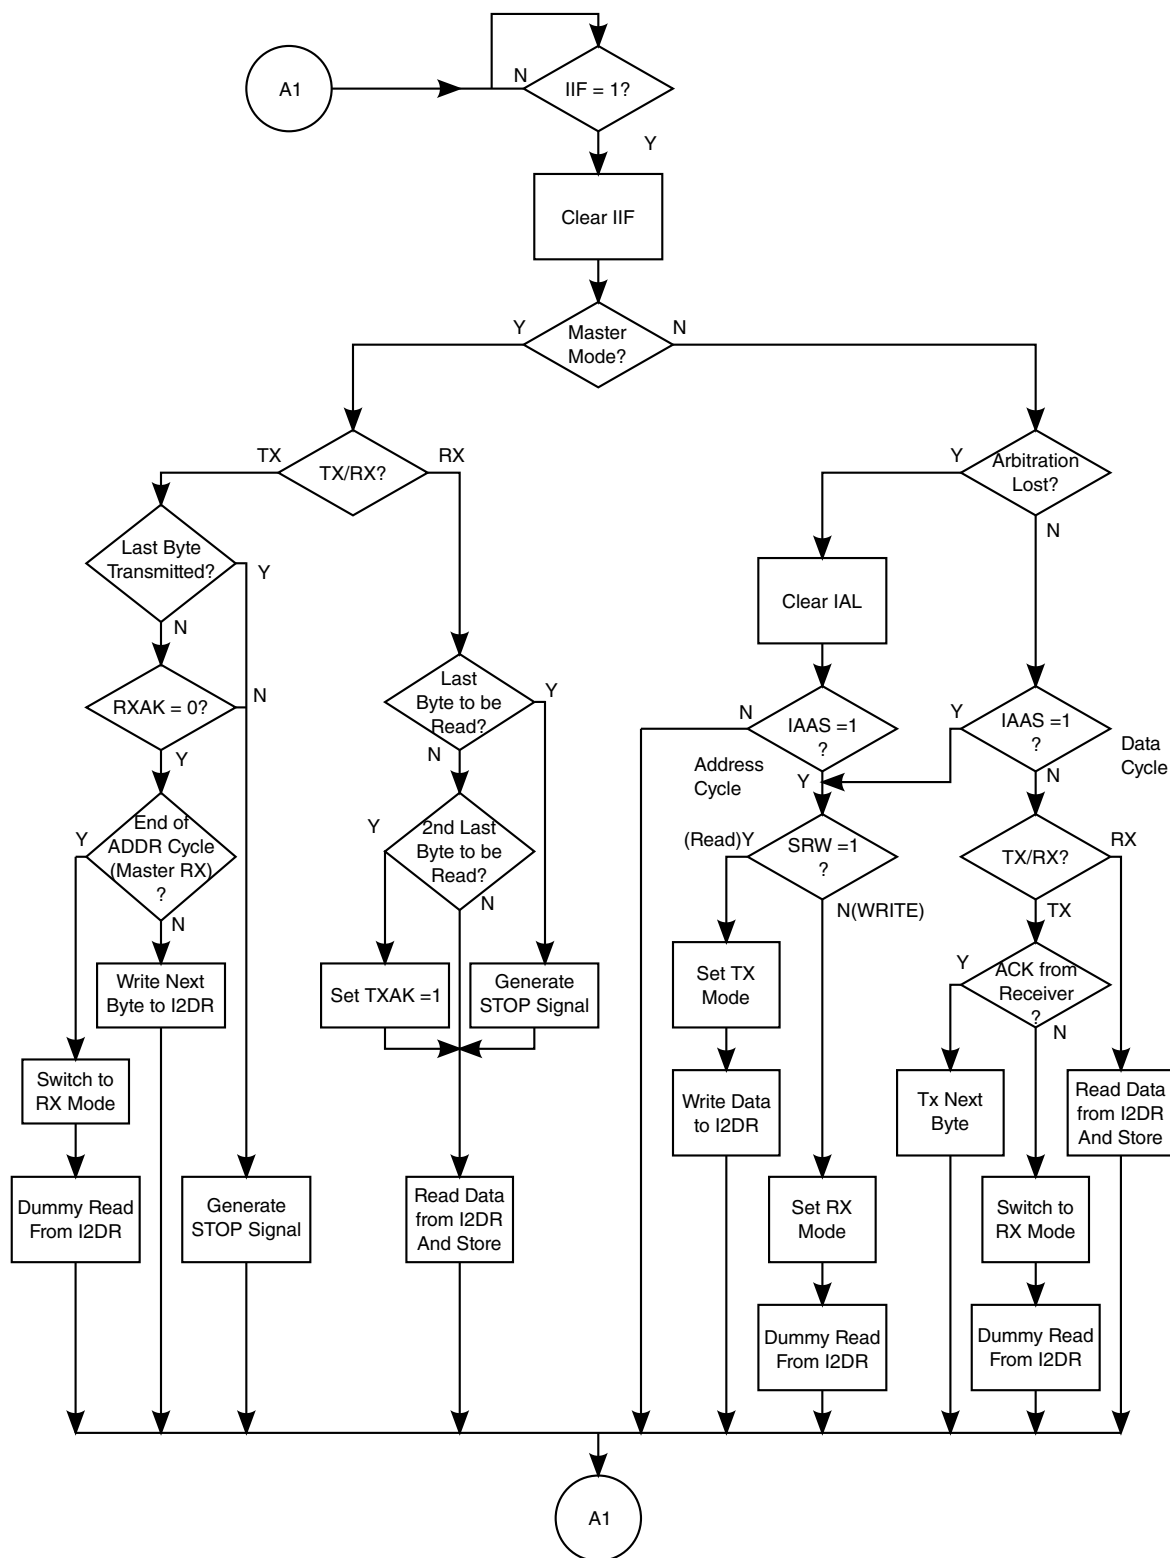 A1
N
IIF = 1?
Y
Clear IIF
Y
Master
Mode?
N
TX
TX/RX?
RX
Y
Arbitration
Lost?
N
Last Byte
Transmitted?
Y
N
Clear IAL
RXAK = 0?
N
Y
Last
Byte to be
Read?
Y
N
N
IAAS =1
?
Address
Cycle
Y
Y
IAAS =1
?
Data
Cycle
N
Y
End of
ADDR Cycle
(Master RX)
?
N
Y
2nd Last
Byte to be
Read?
N
(Read)Y
SRW =1
?
N(WRITE)
TX/RX?
RX
TX
Write Next
Byte to I2DR
Set TXAK =1
Generate
STOP Signal
Set TX
Mode
Y
ACK from
Receiver
?
N
Switch to
RX Mode
Write Data
to I2DR
Tx Next
Byte
Read Data
from I2DR
And Store
Dummy Read
From I2DR
Generate
STOP Signal
Read Data
from I2DR
And Store
Set RX
Mode
Switch to
RX Mode
Dummy Read
From I2DR
Dummy Read
From I2DR
A1